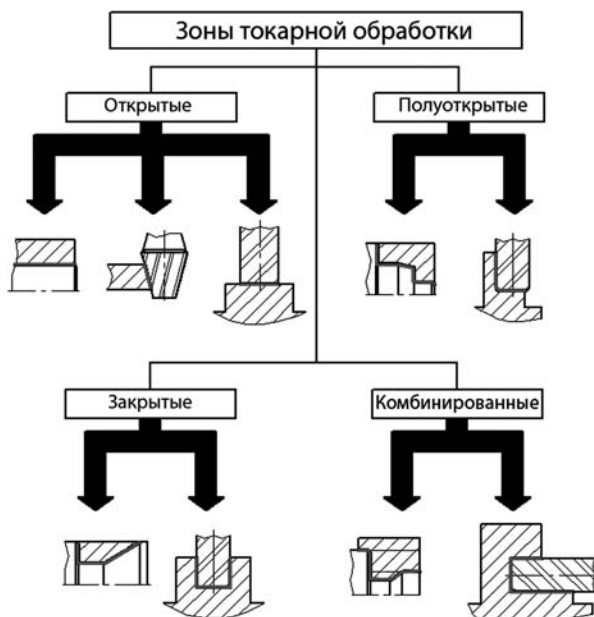 Зоны токарной обработки
Открытые
Полуоткрытые
Закрытые
Комбинированные